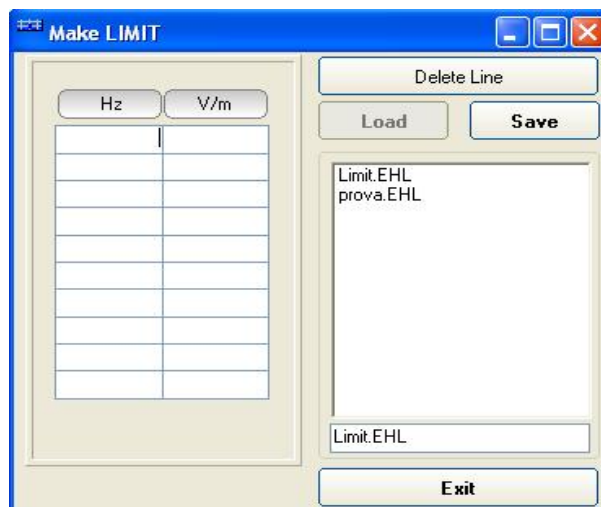 Make LIMIT
Hz V/m
Delete Line
Load Save
Limit.EHL
prova.EHL
Limit.EHL
Exit